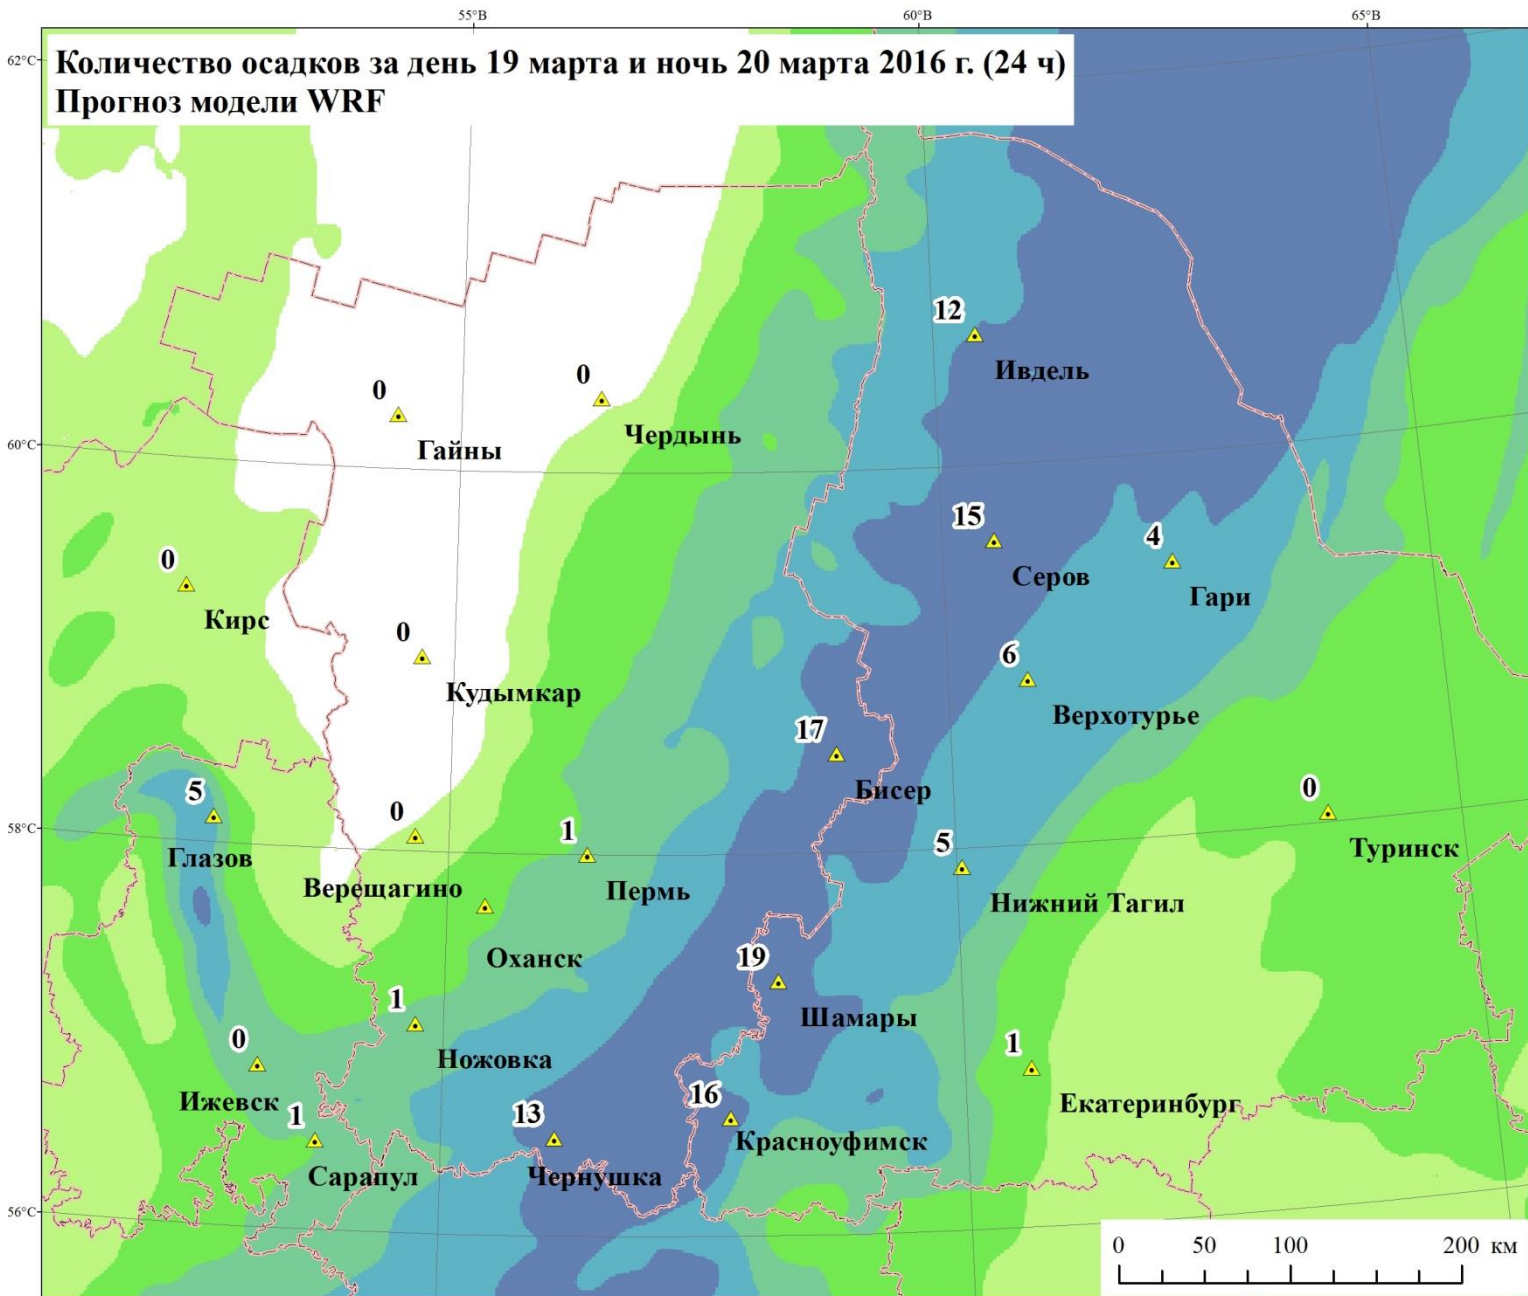 55°В
60°В
65°В
62°С
Количество осадков за день 19 марта и ночь 20 марта 2016 г. (24 ч)
Прогноз модели WRF
12
Ивдель
0
Гайны
0
Чердынь
60°С
15
Серов
4
Гари
0
Кирс
0
Кудымкар
6
Верхотурье
17
Бисер
5
Глазов
0
Верещагино
1
Пермь
5
Нижний Тагил
0
Туринск
58°С
Оханск
19
Шамары
1
Ножовка
0
Ижевск
1
Екатеринбург
1
Сарапул
13
Чернушка
16
Красноуфимск
56°С
0 50 100 200 км